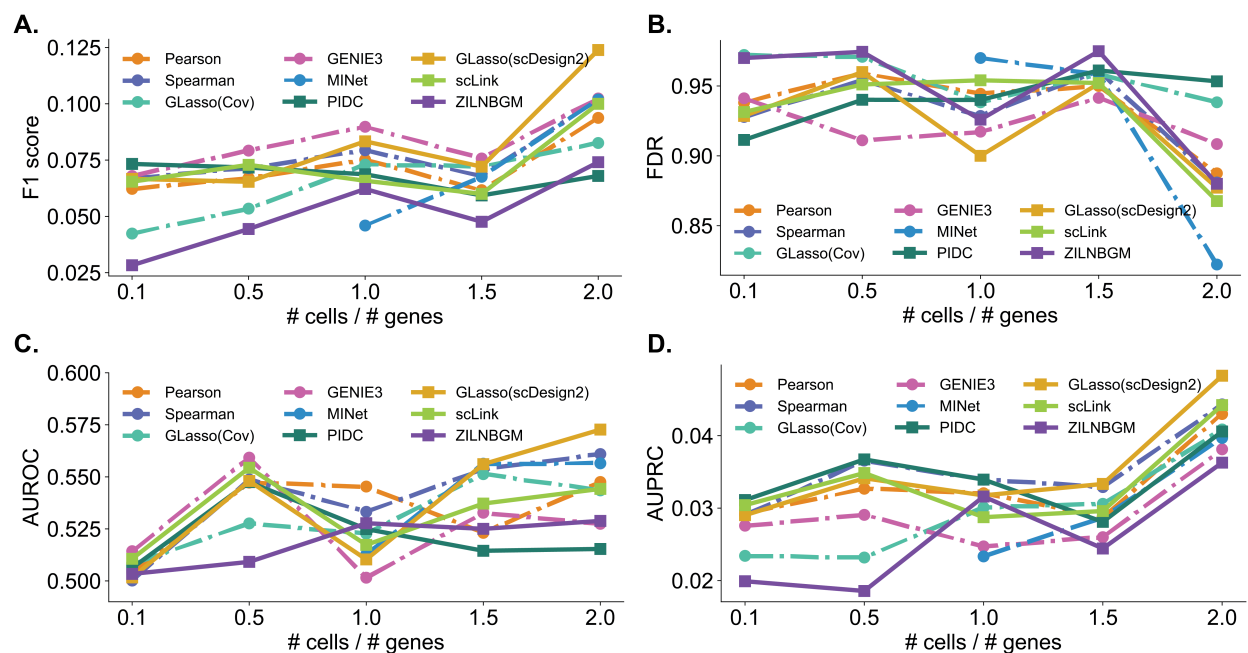 A.
F1 score
0.125
0.100
0.075
0.050
0.025
Pearson GENIE3 GLasso(scDesign2)
Spearman MINet scLink
GLasso(Cov) PIDC ZILNBGM
0.1 0.5 1.0 1.5 2.0
# cells / # genes
B.
FDR
0.95
0.90
0.85
Pearson GENIE3 GLasso(scDesign2)
Spearman MINet scLink
GLasso(Cov) PIDC ZILNBGM
0.1 0.5 1.0 1.5 2.0
# cells / # genes
C.
AUROC
0.600
0.575
0.550
0.525
0.500
Pearson GENIE3 GLasso(scDesign2)
Spearman MINet scLink
GLasso(Cov) PIDC ZILNBGM
0.1 0.5 1.0 1.5 2.0
# cells / # genes
D.
AUPRC
0.04
0.03
0.02
Pearson GENIE3 GLasso(scDesign2)
Spearman MINet scLink
GLasso(Cov) PIDC ZILNBGM
0.1 0.5 1.0 1.5 2.0
# cells / # genes